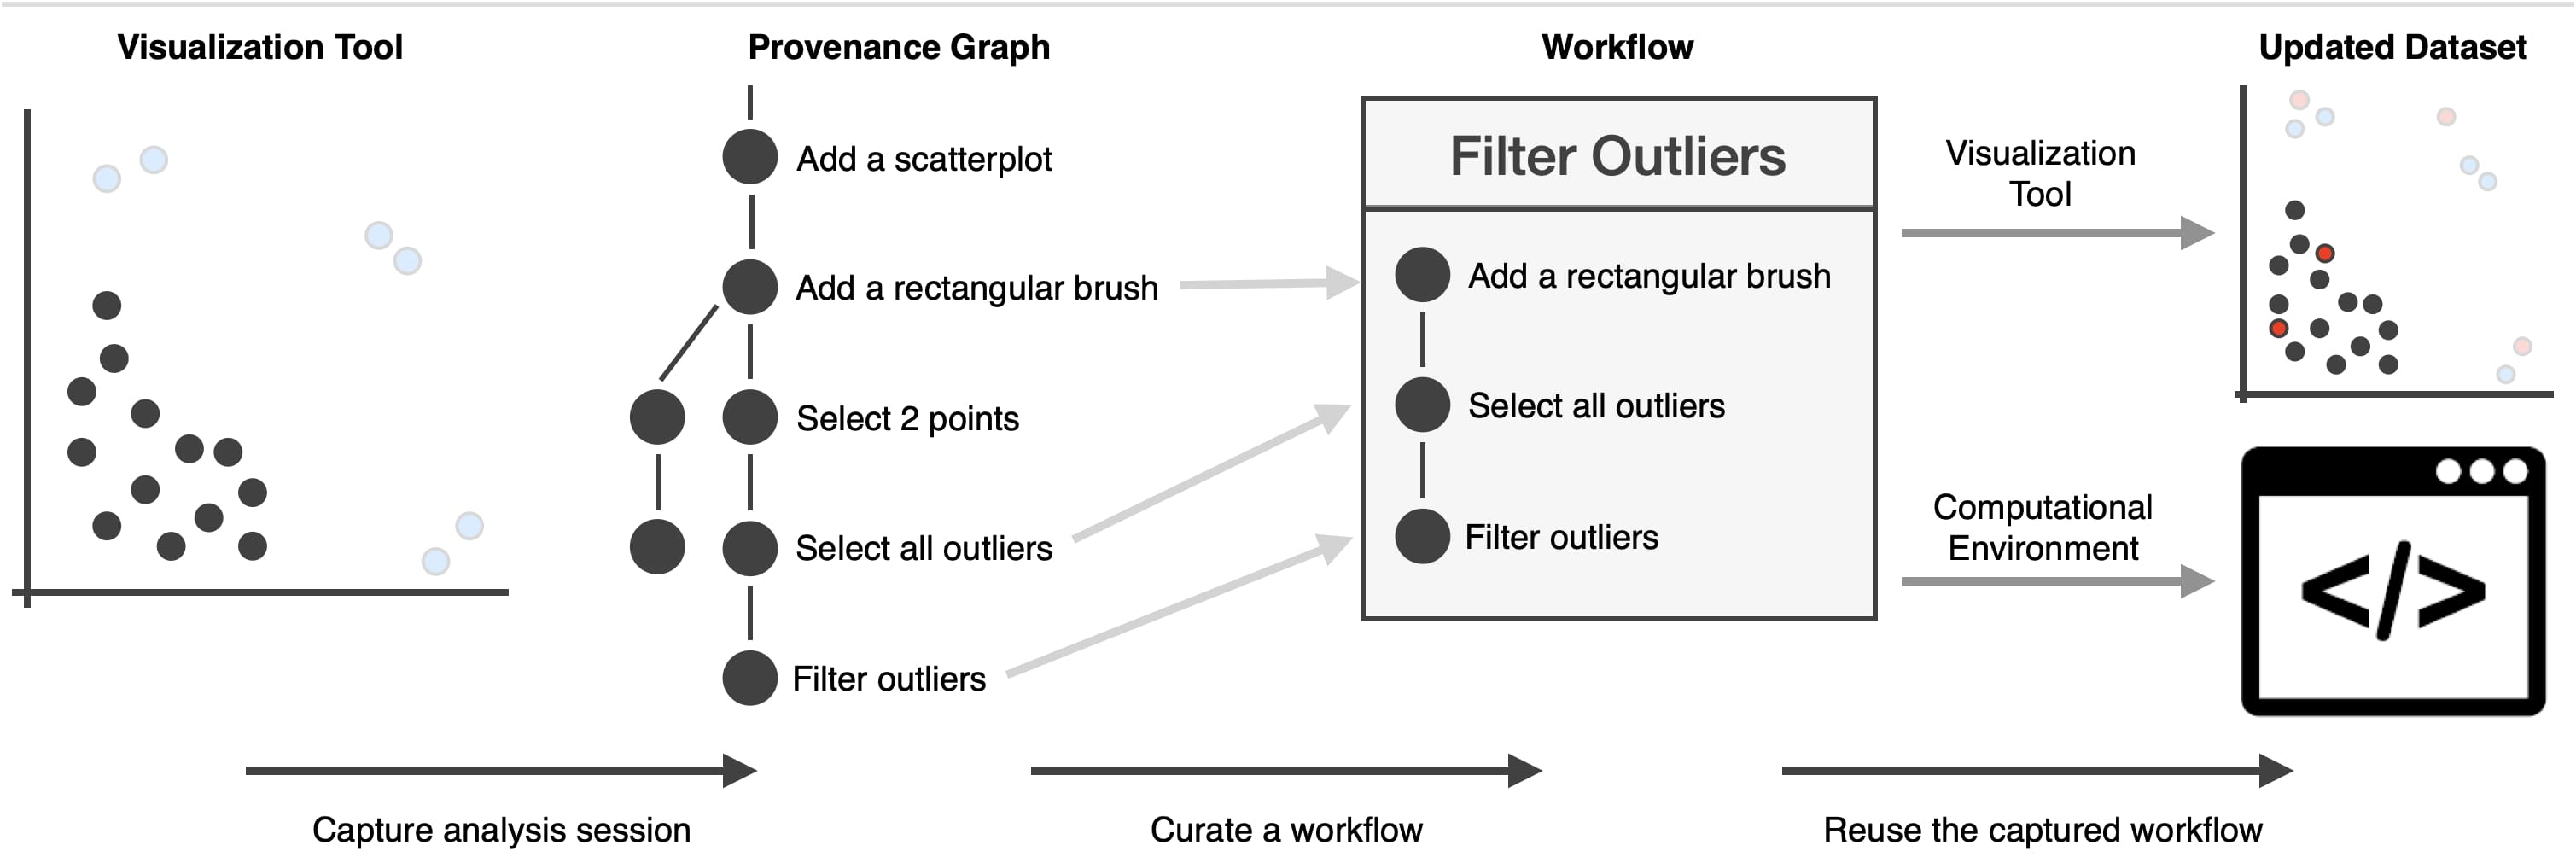 Visualization Tool
Provenance Graph
Workflow
Updated Dataset
Add a scatterplot
Add a rectangular brush
Select 2 points
Select all outliers
Filter outliers
Filter Outliers
Add a rectangular brush
Select all outliers
Filter outliers
Visualization
Tool
Computational
Environment
</>
Capture analysis session
Curate a workflow
Reuse the captured workflow